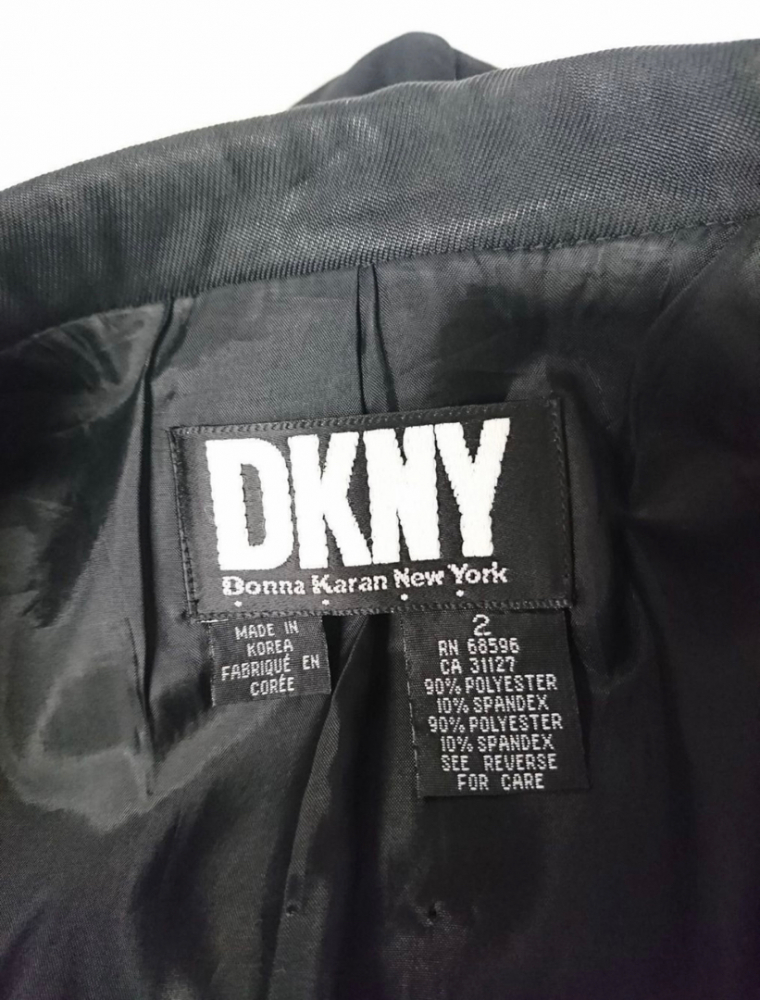 DKNY
Donna Karan New York
MADE IN
KOREA
FABRIQUÉ EN
CORÉE
2
RN 68596
CA 31127
90% POLYESTER
10% SPANDEX
90% POLYESTER
10% SPANDEX
SEE REVERSE
FOR CARE